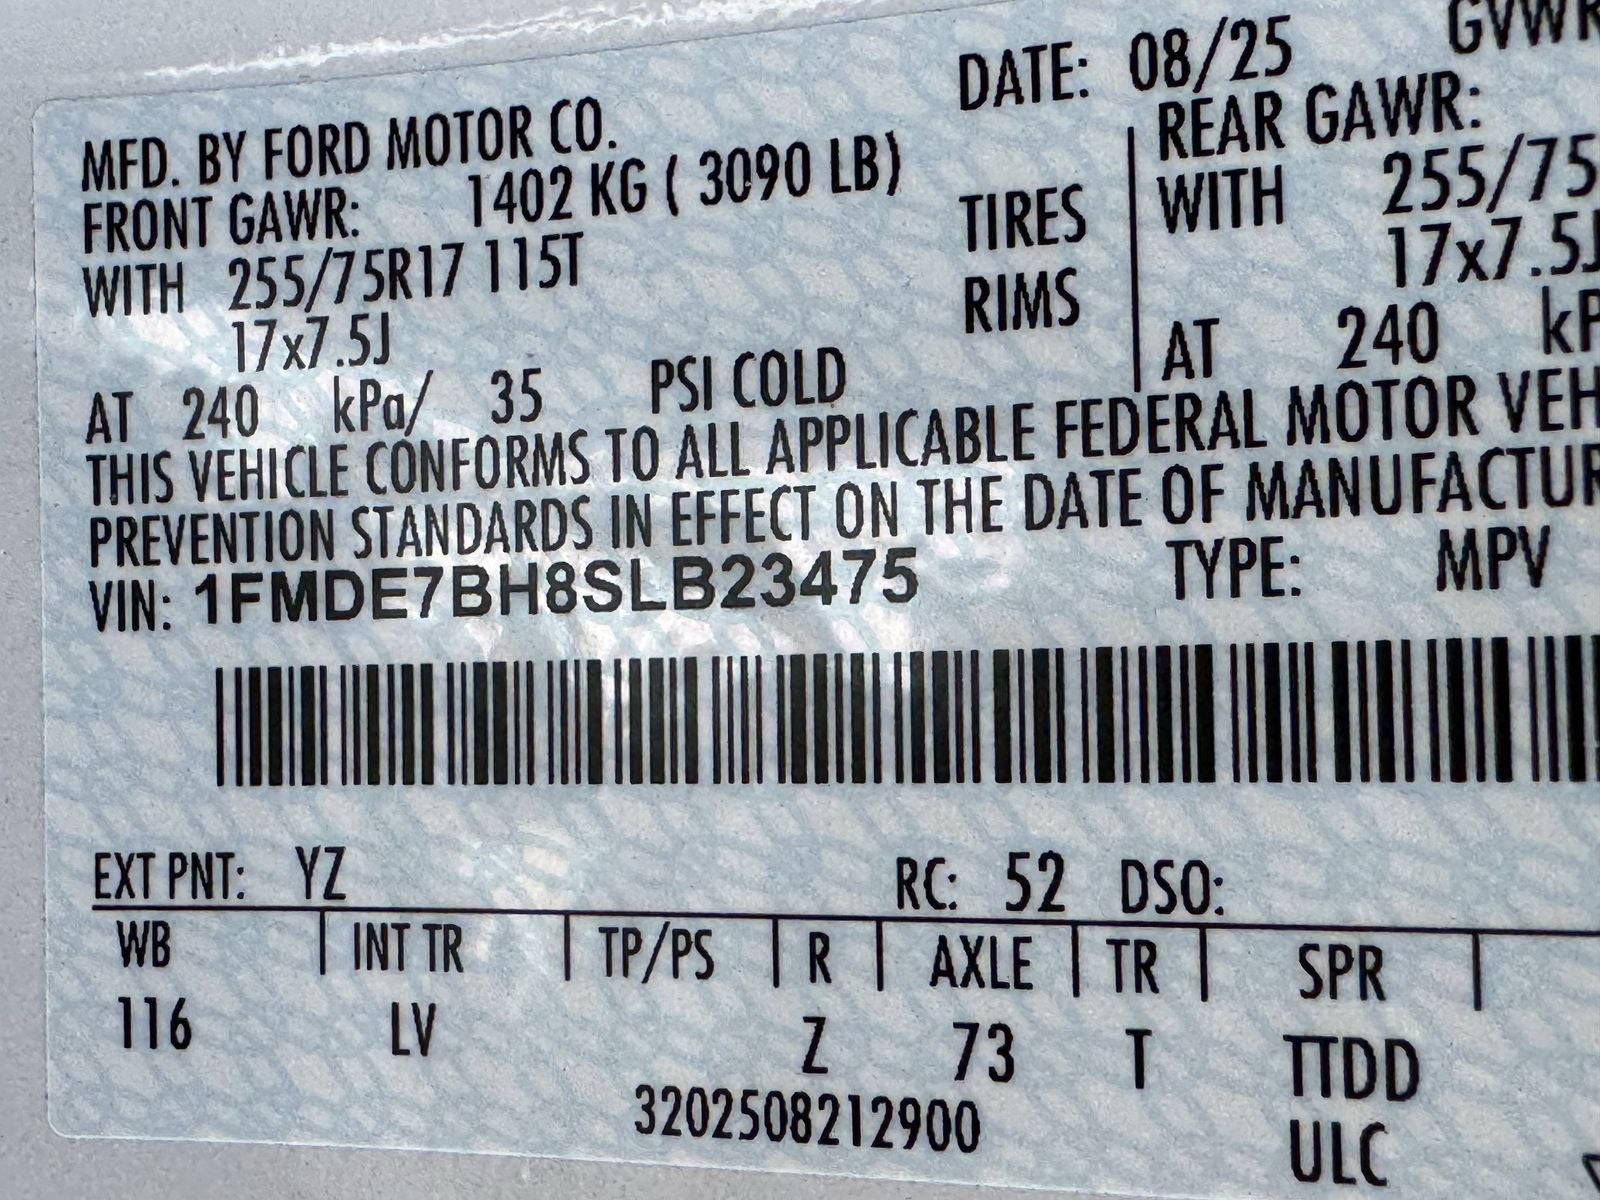 DATE: 08/25 GVWR
MFD. BY FORD MOTOR CO.
FRONT GAWR: 1402 KG ( 3090 LB) REAR GAWR:
WITH 255/75R17 115T TIRES WITH 255/75
17x7.5J RIMS 17x7.5J
AT 240 kPa/ 35 PSI COLD AT 240 kP
THIS VEHICLE CONFORMS TO ALL APPLICABLE FEDERAL MOTOR VEH
PREVENTION STANDARDS IN EFFECT ON THE DATE OF MANUFACTUR
VIN: 1FMDE7BH8SLB23475 TYPE: MPV
EXT PNT: YZ RC: 52 DSO:
WB INT TR TP/PS R AXLE TR SPR
116 LV Z 73 T TTDD
3202508212900 ULC